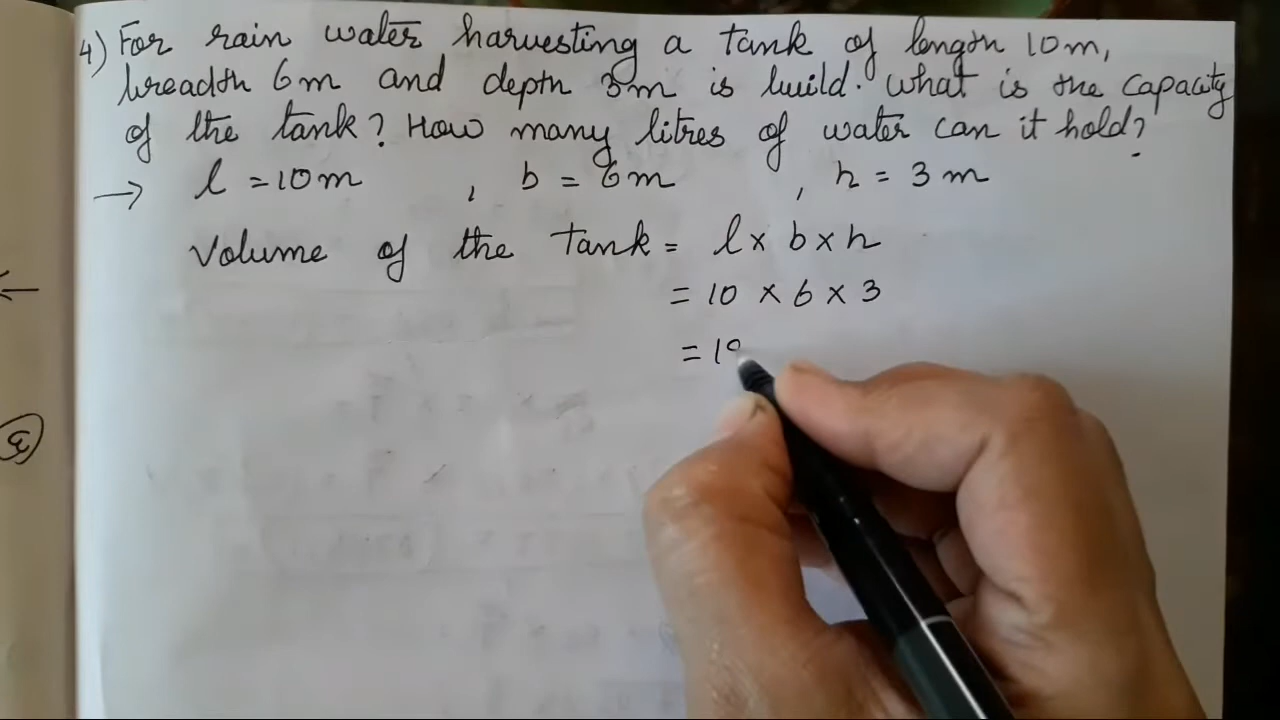 4) For rain water harvesting a tank of length 10m,
breadth 6m and depth 3m is build. What is the capacity
of the tank? How many litres of water can it hold?
→ l = 10m , b = 6m , h = 3m
Volume of the Tank = l × b × h
= 10 × 6 × 3
= 18
3